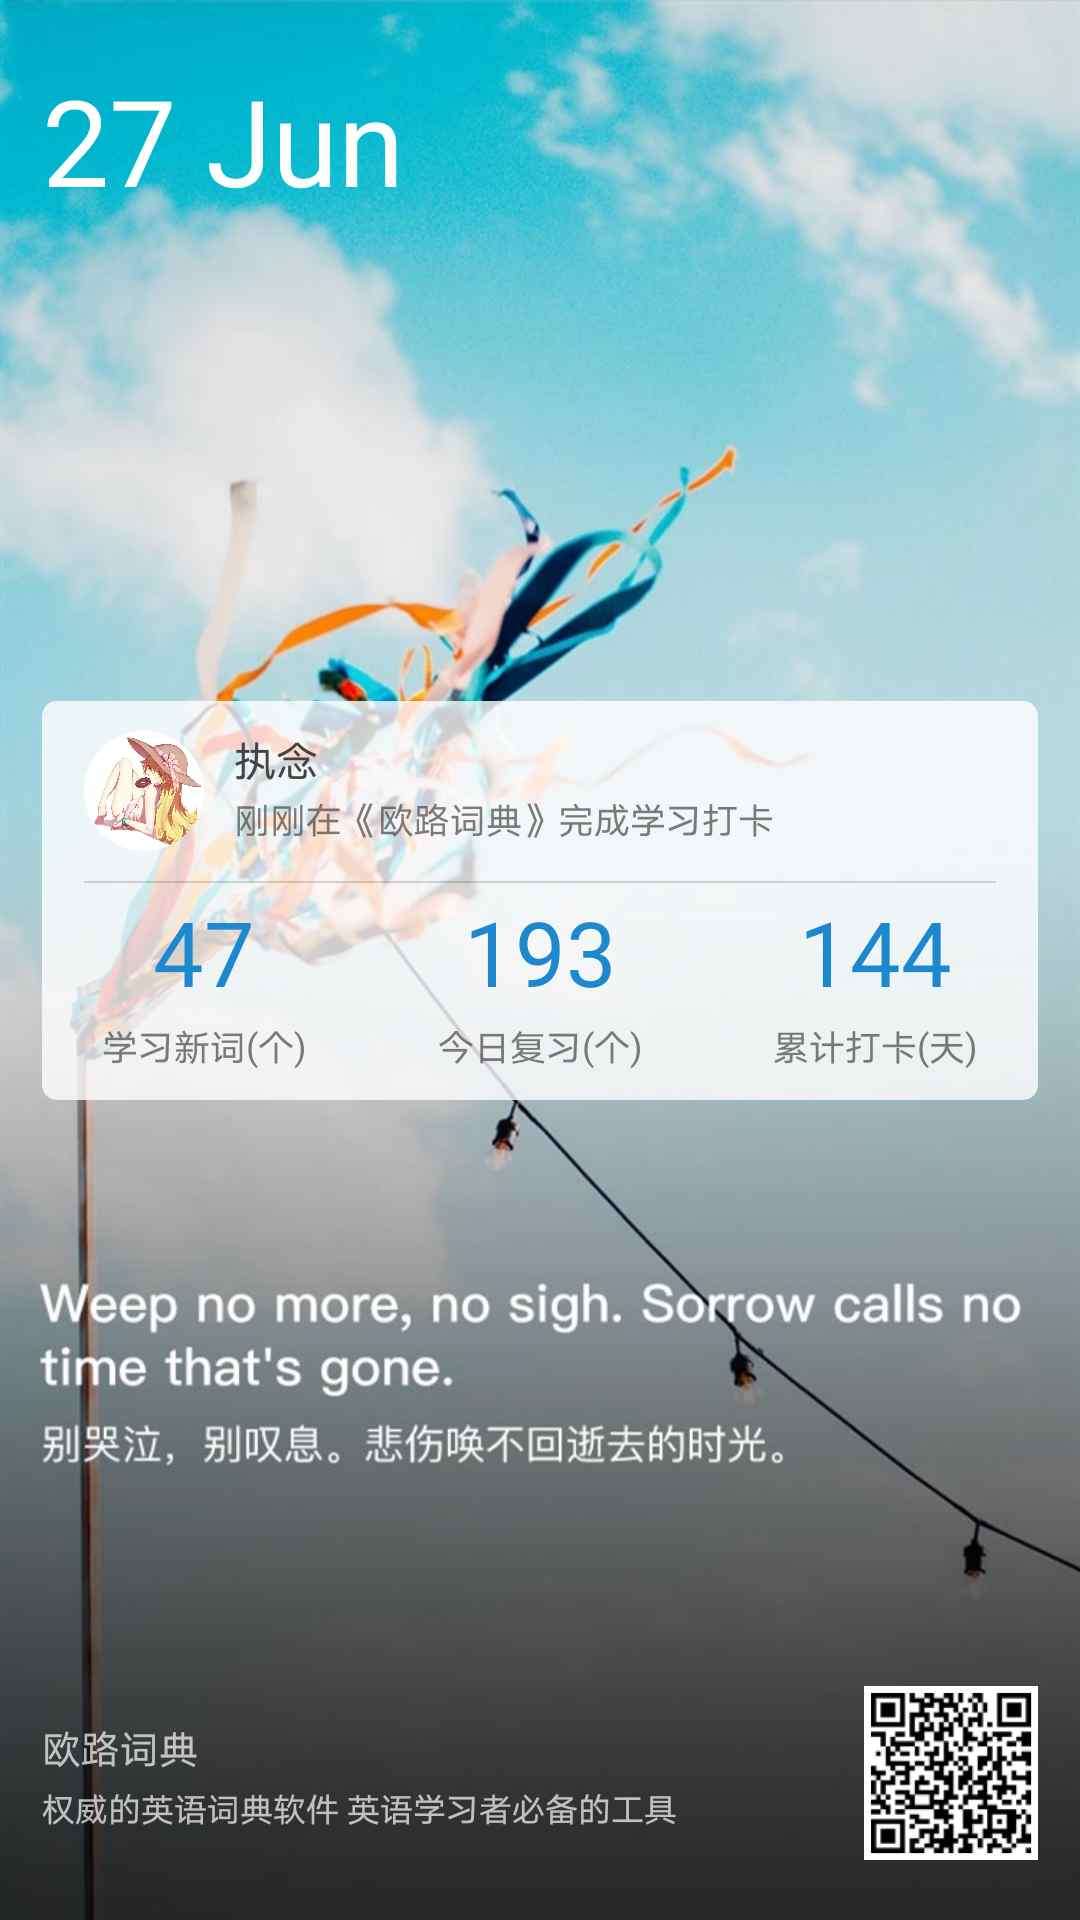 27 Jun
执念
刚刚在《欧路词典》完成学习打卡
47 193 144
学习新词(个) 今日复习(个) 累计打卡(天)
Weep no more, no sigh. Sorrow calls no
time that's gone.
别哭泣，别叹息。悲伤唤不回逝去的时光。
欧路词典
权威的英语词典软件 英语学习者必备的工具